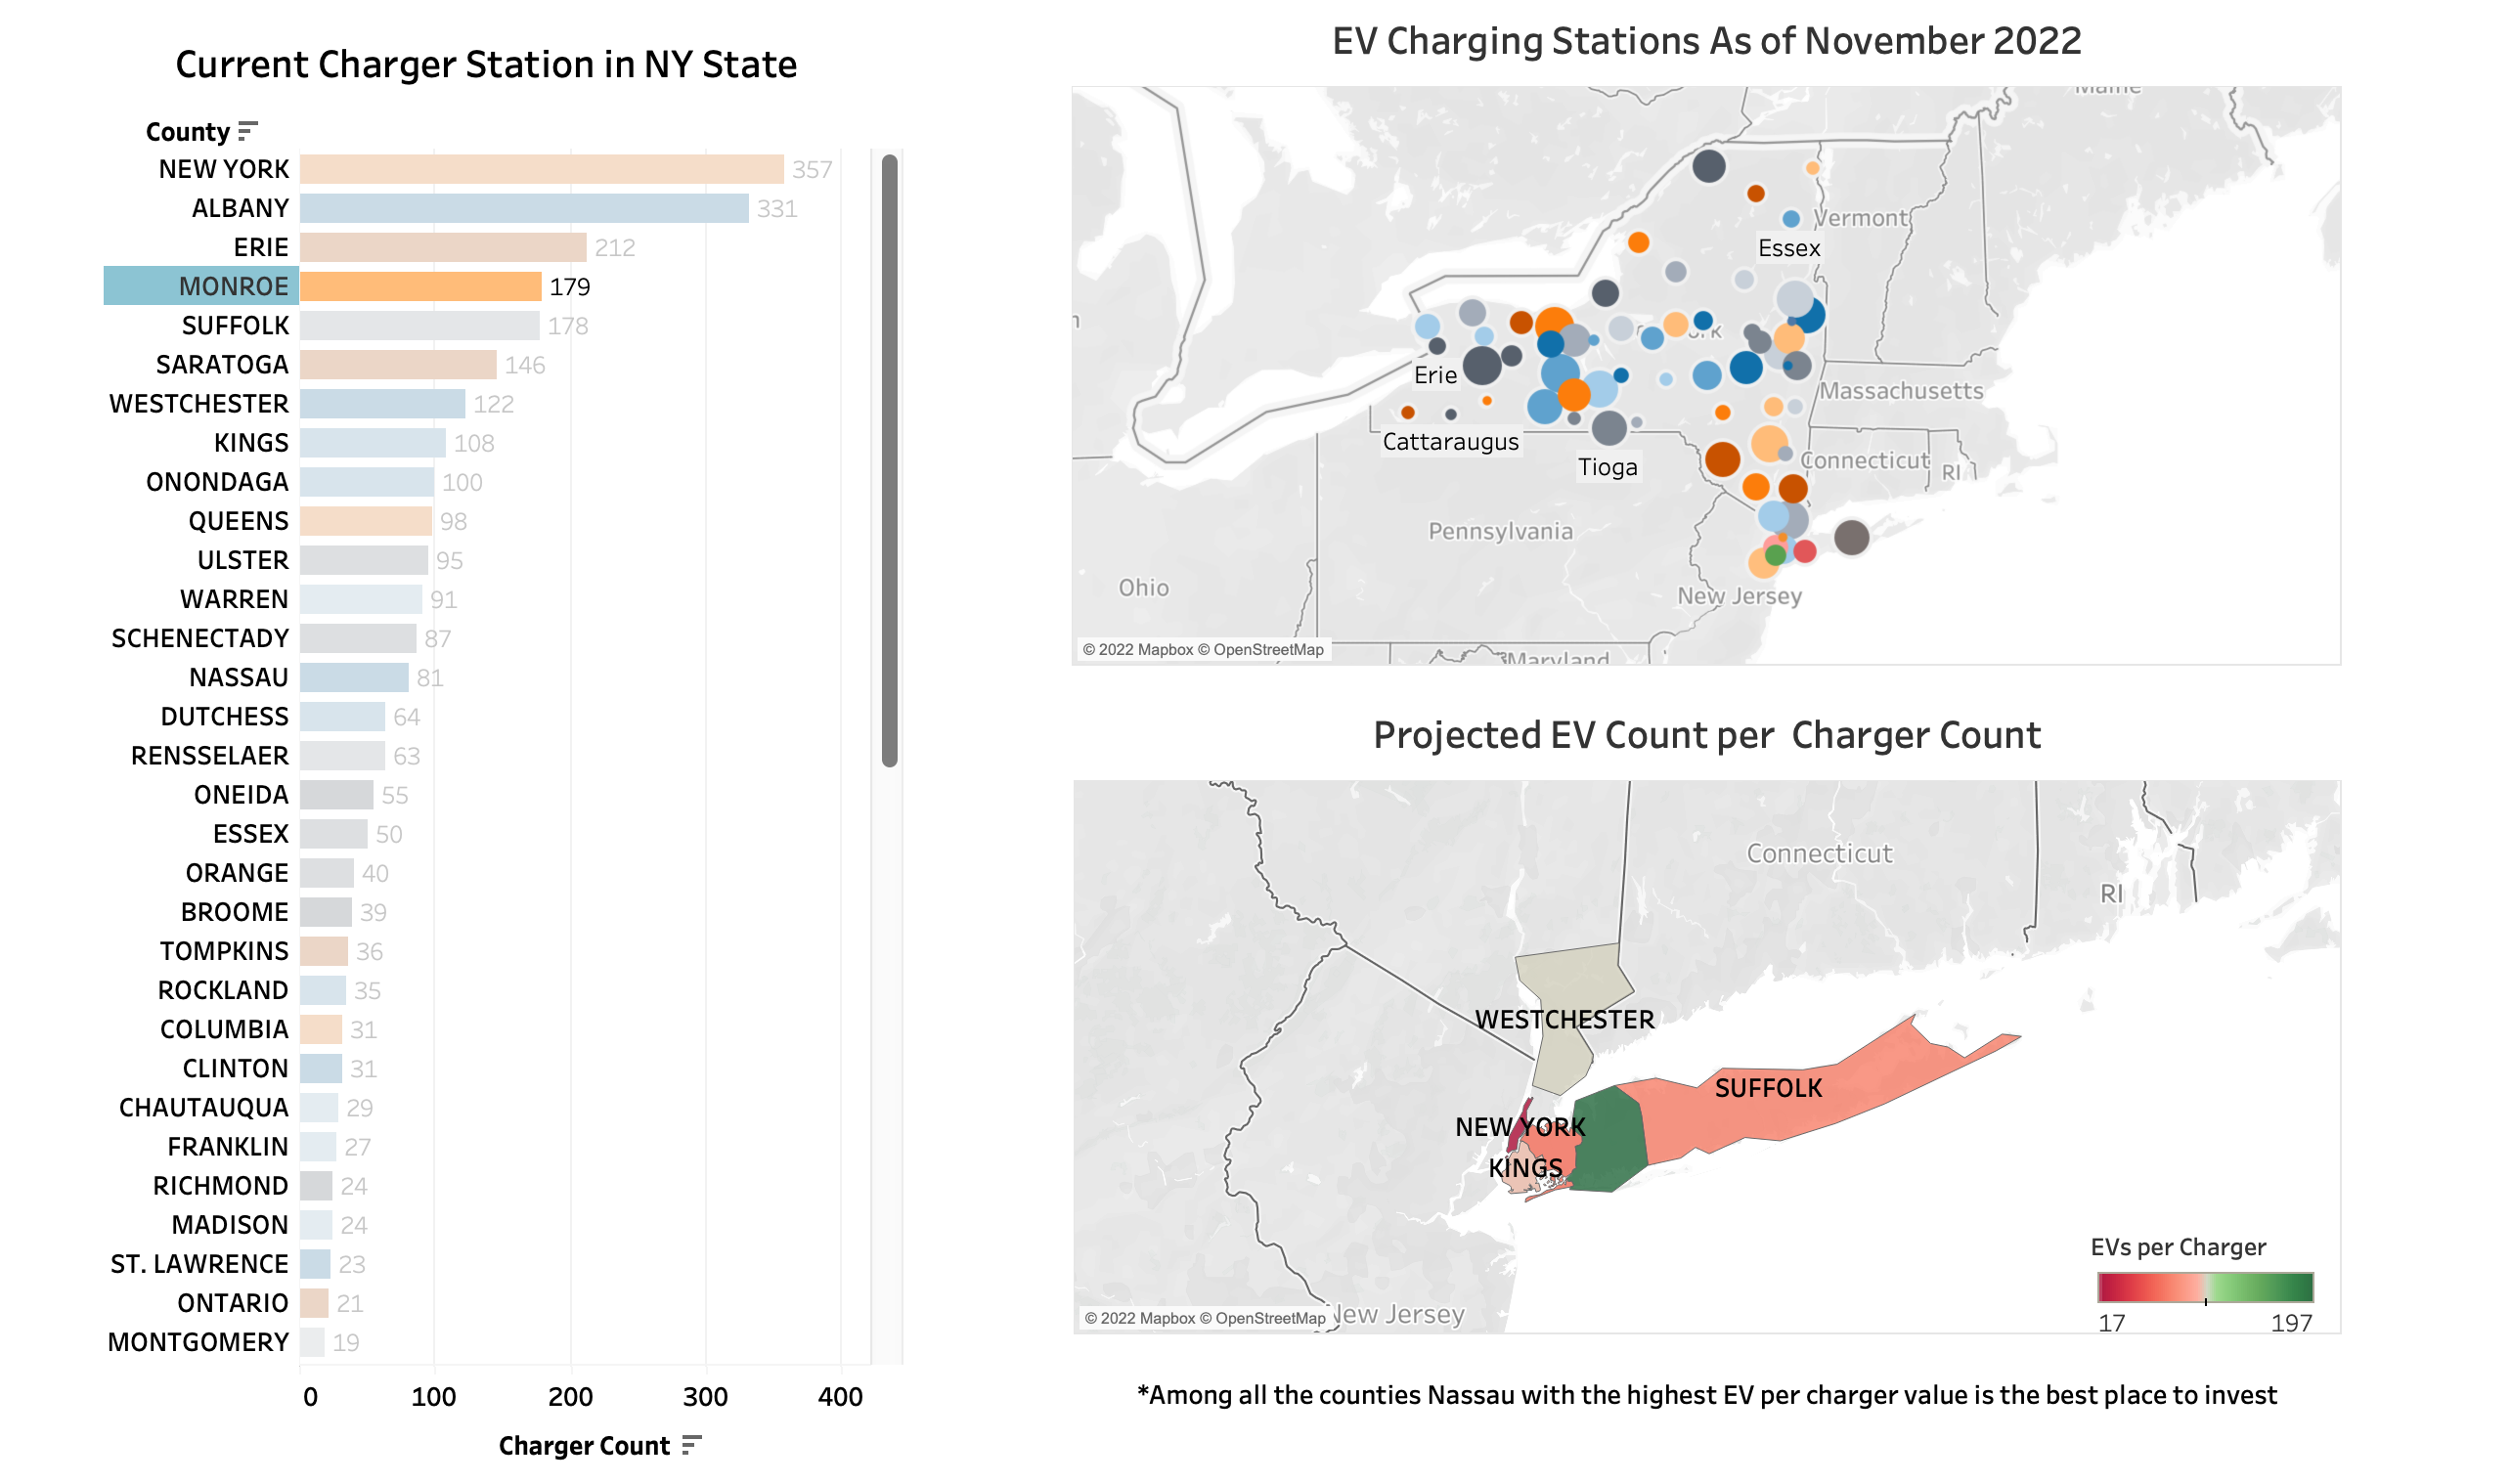 Current Charger Station in NY State
County
NEW YORK 357
ALBANY 331
ERIE 212
MONROE 179
SUFFOLK 178
SARATOGA 146
WESTCHESTER 122
KINGS 108
ONONDAGA 100
QUEENS 98
ULSTER 95
WARREN 91
SCHENECTADY 87
NASSAU 81
DUTCHESS 64
RENSSELAER 63
ONEIDA 55
ESSEX 50
ORANGE 40
BROOME 39
TOMPKINS 36
ROCKLAND 35
COLUMBIA 31
CLINTON 31
CHAUTAUQUA 29
FRANKLIN 27
RICHMOND 24
MADISON 24
ST. LAWRENCE 23
ONTARIO 21
MONTGOMERY 19
0 100 200 300 400
Charger Count
EV Charging Stations As of November 2022
Maine
Vermont
Essex
Erie
Massachusetts
Cattaraugus
Tioga
Connecticut
RI
Pennsylvania
Ohio
New Jersey
© 2022 Mapbox © OpenStreetMap
Maryland
Projected EV Count per Charger Count
Connecticut
RI
WESTCHESTER
SUFFOLK
NEW YORK
KINGS
EVs per Charger
17 197
© 2022 Mapbox © OpenStreetMap
New Jersey
*Among all the counties Nassau with the highest EV per charger value is the best place to invest